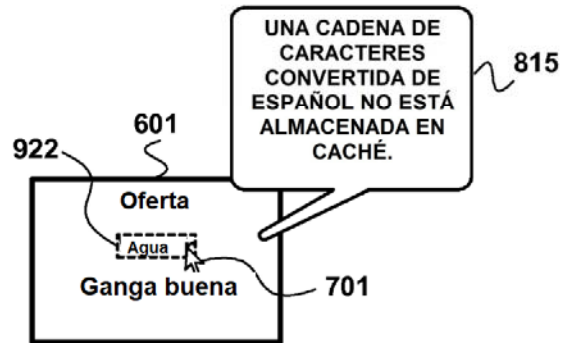 UNA CADENA DE
CARACTERES
CONVERTIDA DE
ESPAÑOL NO ESTÁ
ALMACENADA EN
CACHÉ.
815
601
922
Oferta
Agua
Ganga buena
701